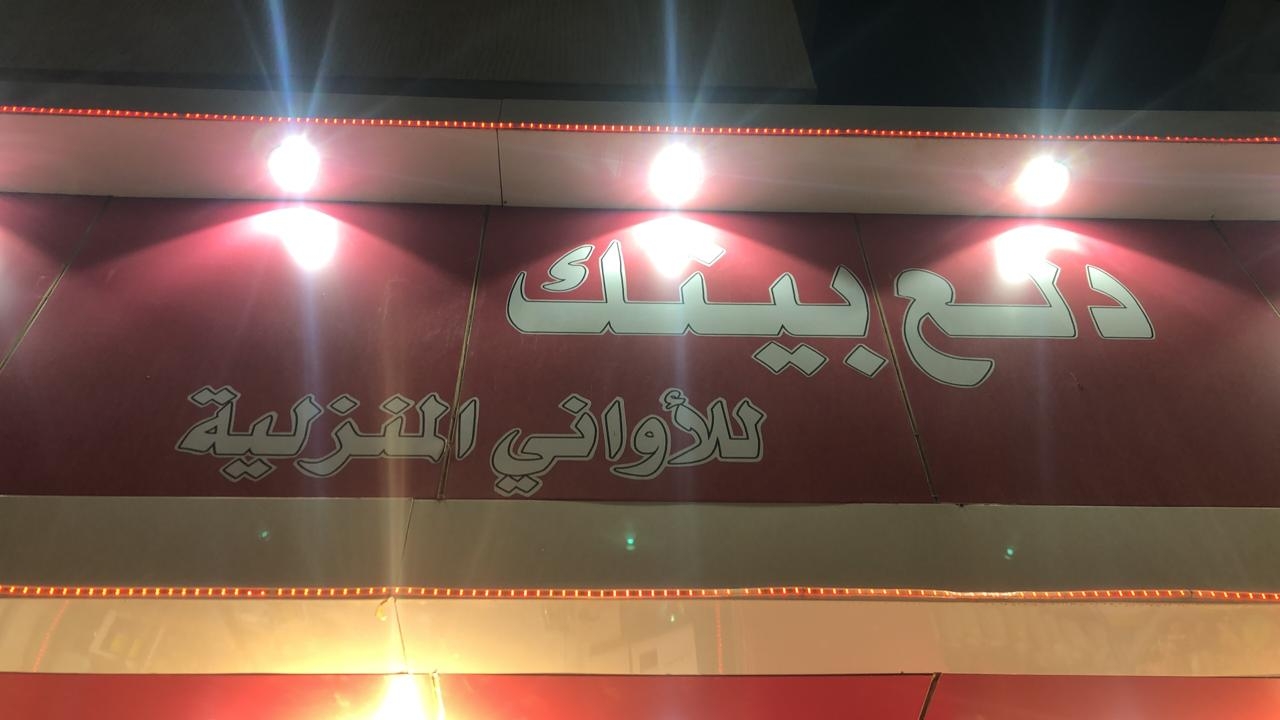 دلع بيتك
للأواني المنزلية